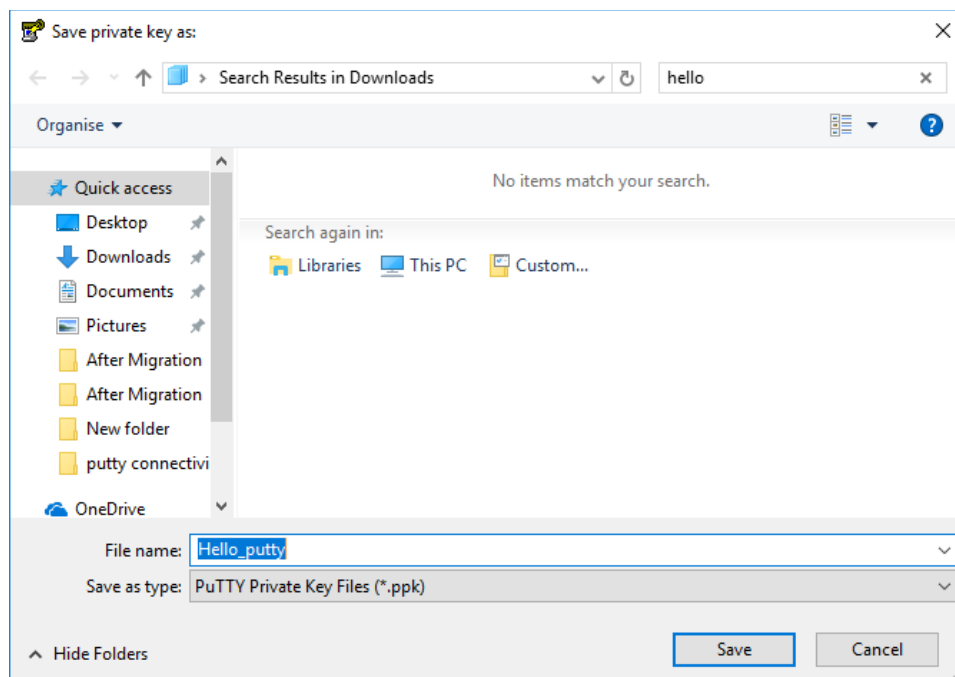 Save private key as:
Search Results in Downloads
hello
Organise
Quick access
Desktop
Downloads
Documents
Pictures
After Migration
After Migration
New folder
putty connectivi
OneDrive
No items match your search.
Search again in:
Libraries This PC Custom...
File name: Hello_putty
Save as type: PuTTY Private Key Files (*.ppk)
Hide Folders
Save Cancel